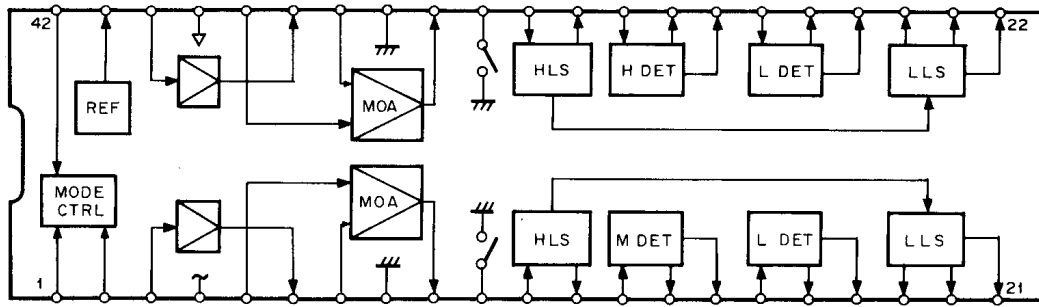 42
22
REF
MOA
HLS
H DET
L DET
LLS
MODE
CTRL
MOA
HLS
M DET
L DET
LLS
1
~
21